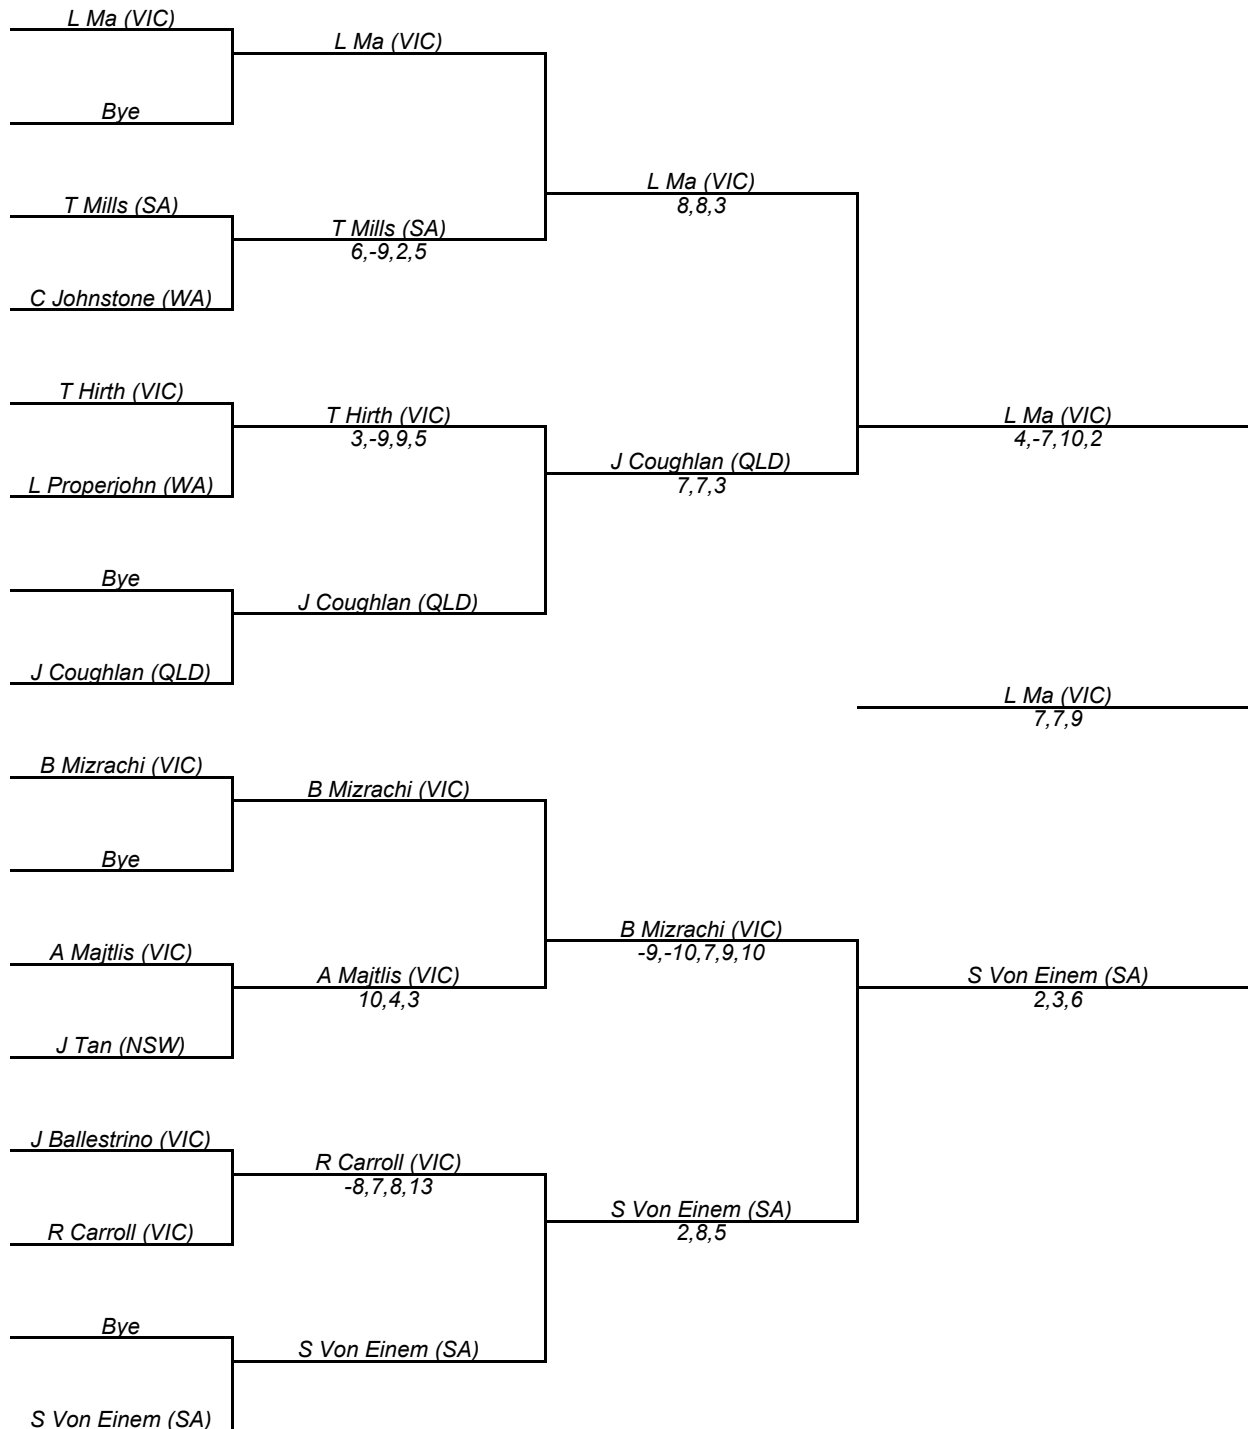 L Ma (VIC)
L Ma (VIC)
Bye
L Ma (VIC)
8,8,3
T Mills (SA)
T Mills (SA)
6,-9,2,5
C Johnstone (WA)
T Hirth (VIC)
T Hirth (VIC)
3,-9,9,5
L Ma (VIC)
4,-7,10,2
J Coughlan (QLD)
7,7,3
L Properjohn (WA)
Bye
J Coughlan (QLD)
J Coughlan (QLD)
L Ma (VIC)
7,7,9
B Mizrachi (VIC)
B Mizrachi (VIC)
Bye
B Mizrachi (VIC)
-9,-10,7,9,10
A Majtlis (VIC)
A Majtlis (VIC)
10,4,3
S Von Einem (SA)
2,3,6
J Tan (NSW)
J Ballestrino (VIC)
R Carroll (VIC)
-8,7,8,13
S Von Einem (SA)
2,8,5
R Carroll (VIC)
Bye
S Von Einem (SA)
S Von Einem (SA)